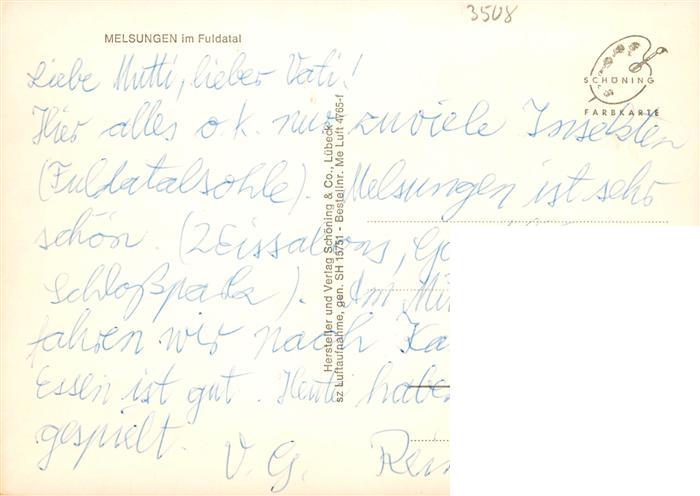 3508
MELSUNGEN im Fuldatal
SCHÖNING
FARBKARTE
Liebe Mutti, lieber Vati!
Hier alles o.k. nur zuviele Insekten
(Fuldatalsohle). Melsungen ist sehr
schön. (2 Eissalons,
Schloßpark). Am
fahren wir nach
Essen ist gut. Heute
gespielt.
V. G.
Hersteller und Verlag Schöning & Co., Lübeck
sz Luftaufnahme, gen. SH 15751 - Bestellnr. Me Luft 4765-f